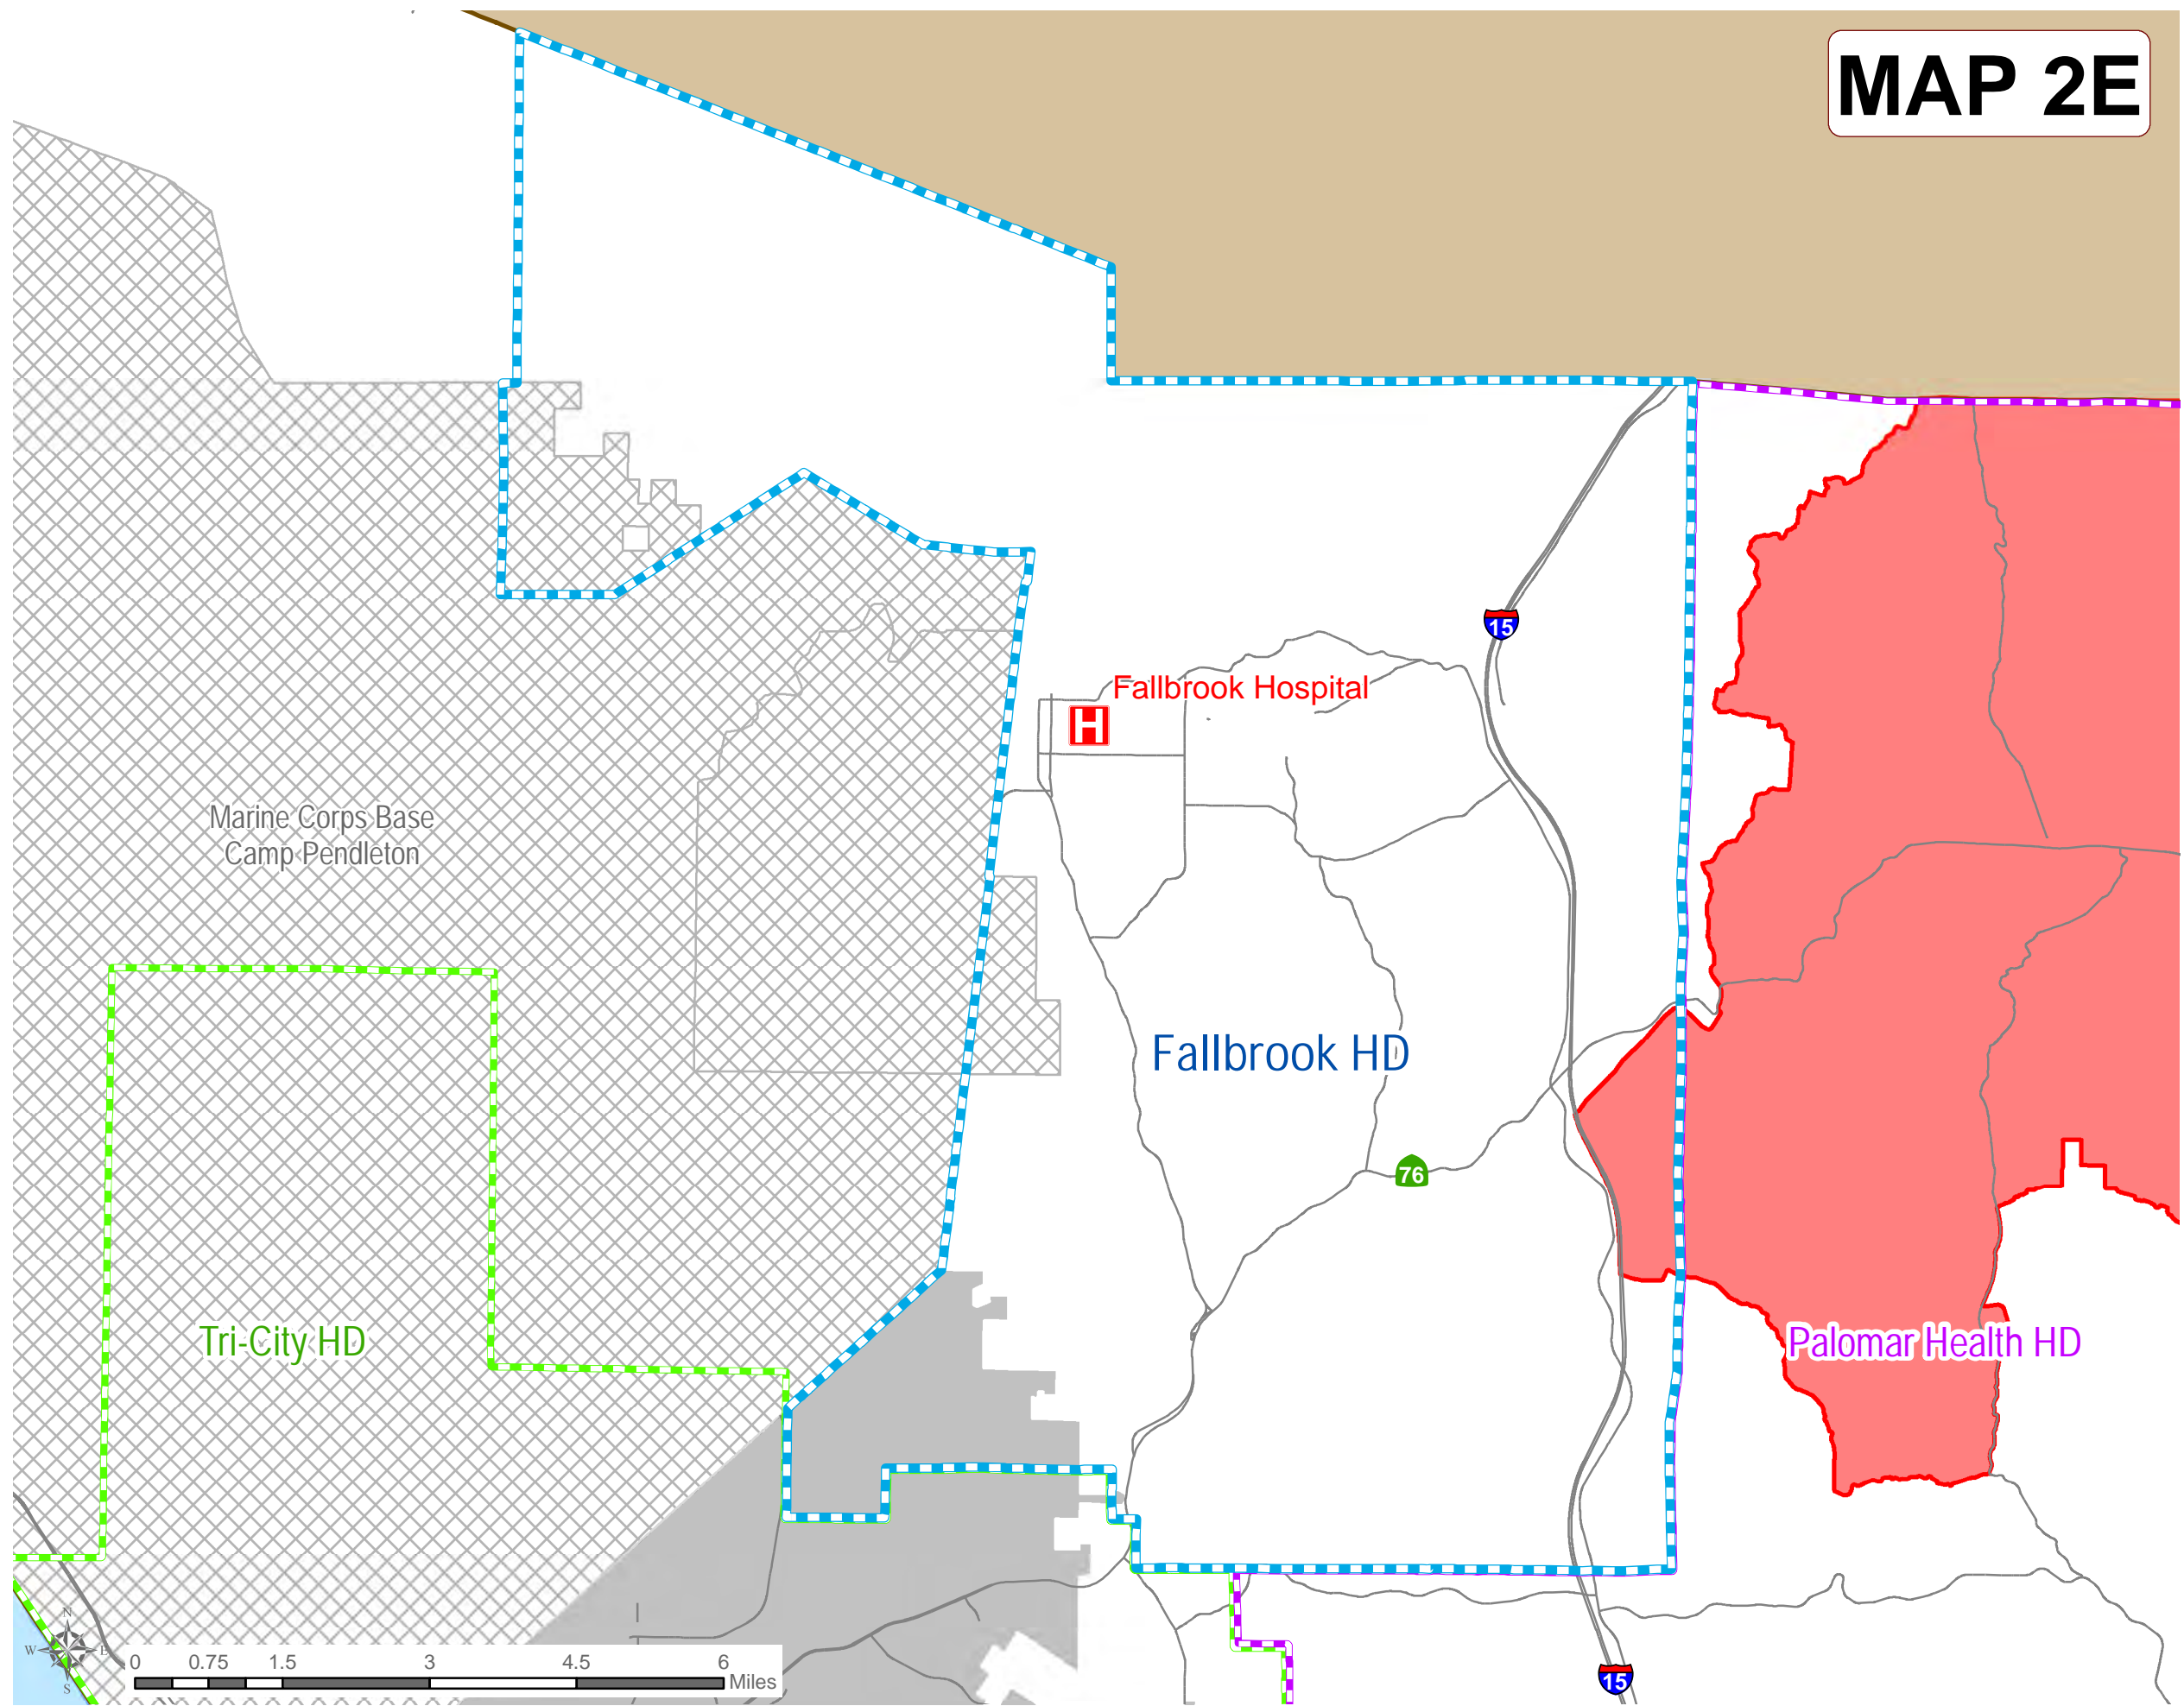 MAP 2E
15
Fallbrook Hospital
H
Marine Corps Base
Camp Pendleton
Fallbrook HD
76
Tri-City HD
Palomar Health HD
N
W E
S
0 0.75 1.5 3 4.5 6
Miles
15